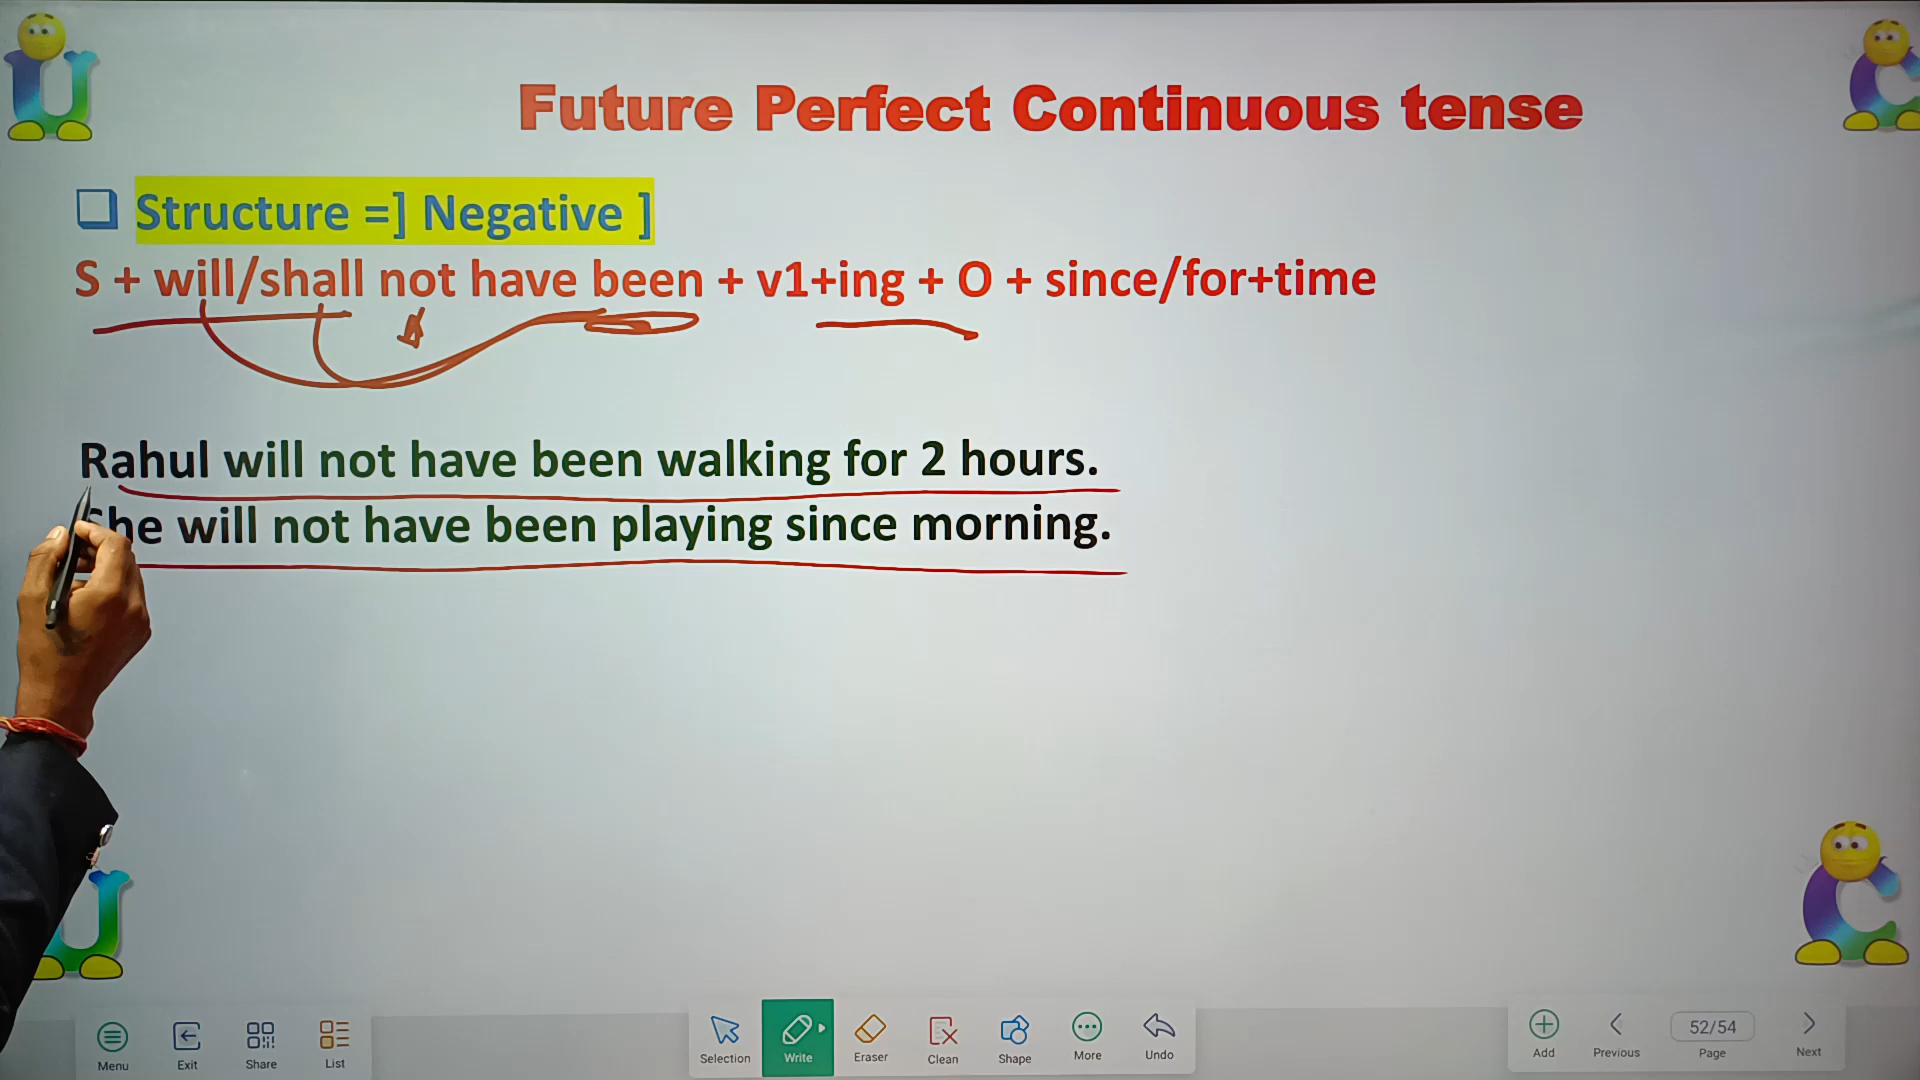 Future Perfect Continuous tense
Structure =] Negative ]
S + will/shall not have been + v1+ing + O + since/for+time
Rahul will not have been walking for 2 hours.
She will not have been playing since morning.
Menu
Exit
Share
List
Selection
Write
Eraser
Clean
Shape
More
Undo
Add
Previous
52/54
Page
Next
U
C
U
C